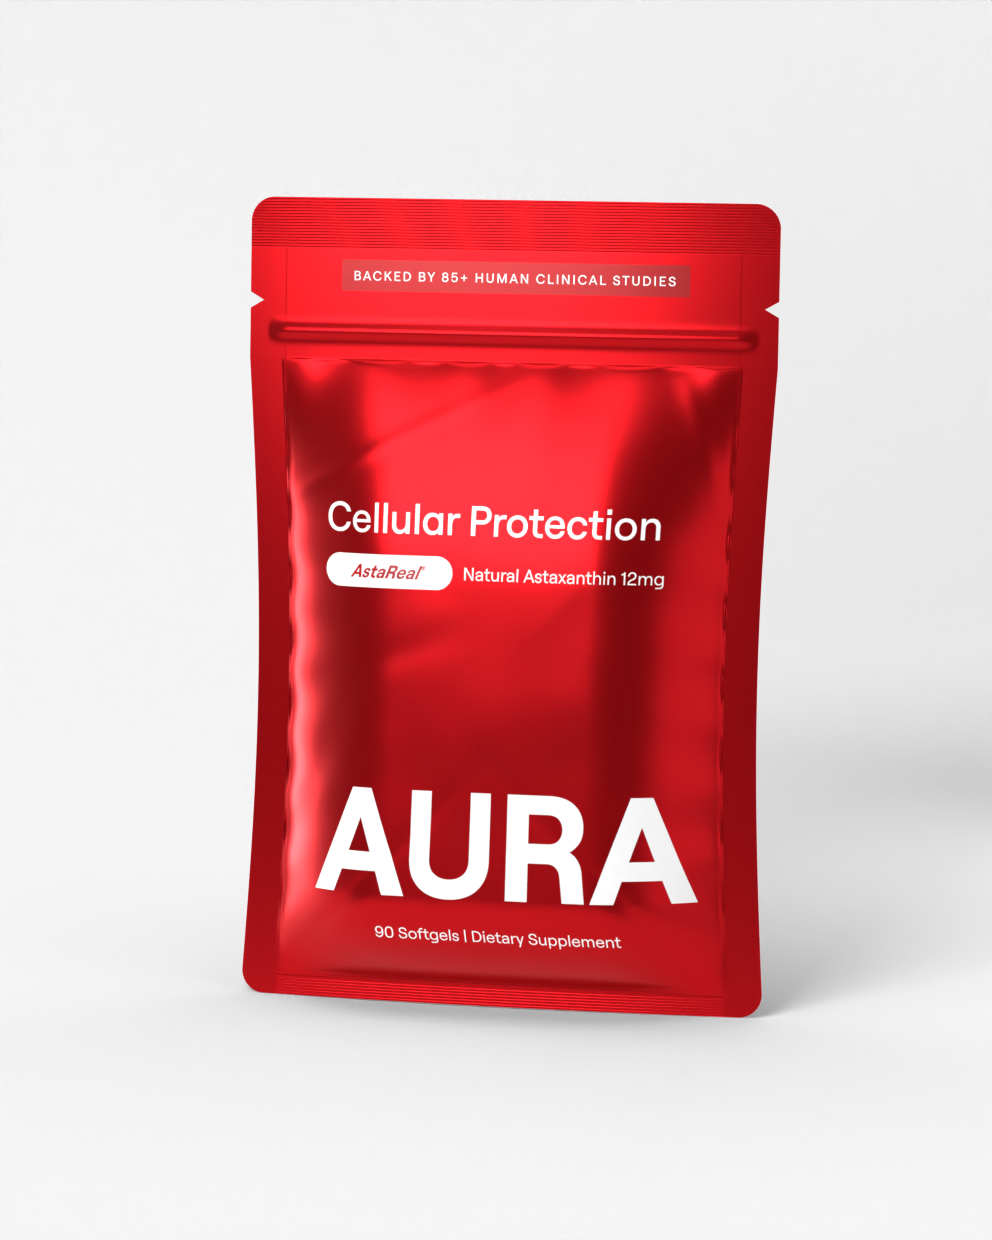 BACKED BY 85+ HUMAN CLINICAL STUDIES
Cellular Protection
AstaReal® Natural Astaxanthin 12mg
AURA
90 Softgels | Dietary Supplement